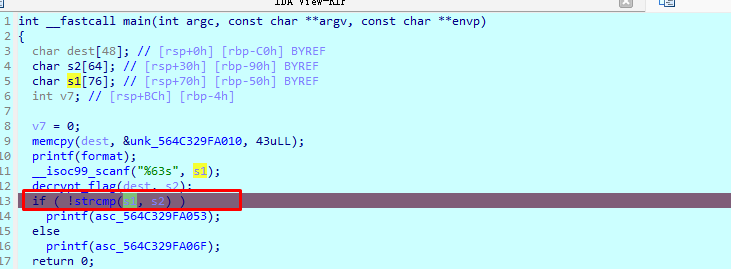 IDA View-RIP
1 int __fastcall main(int argc, const char **argv, const char **envp)
2 {
3 char dest[48]; // [rsp+0h] [rbp-C0h] BYREF
4 char s2[64]; // [rsp+30h] [rbp-90h] BYREF
5 char s1[76]; // [rsp+70h] [rbp-50h] BYREF
6 int v7; // [rsp+BCh] [rbp-4h]
7
8 v7 = 0;
9 memcpy(dest, &unk_564C329FA010, 43uLL);
10 printf(format);
11 __isoc99_scanf("%63s", s1);
12 decrypt_flag(dest, s2);
13 if ( !strcmp(s1, s2) )
14 printf(asc_564C329FA053);
15 else
16 printf(asc_564C329FA06F);
17 return 0;